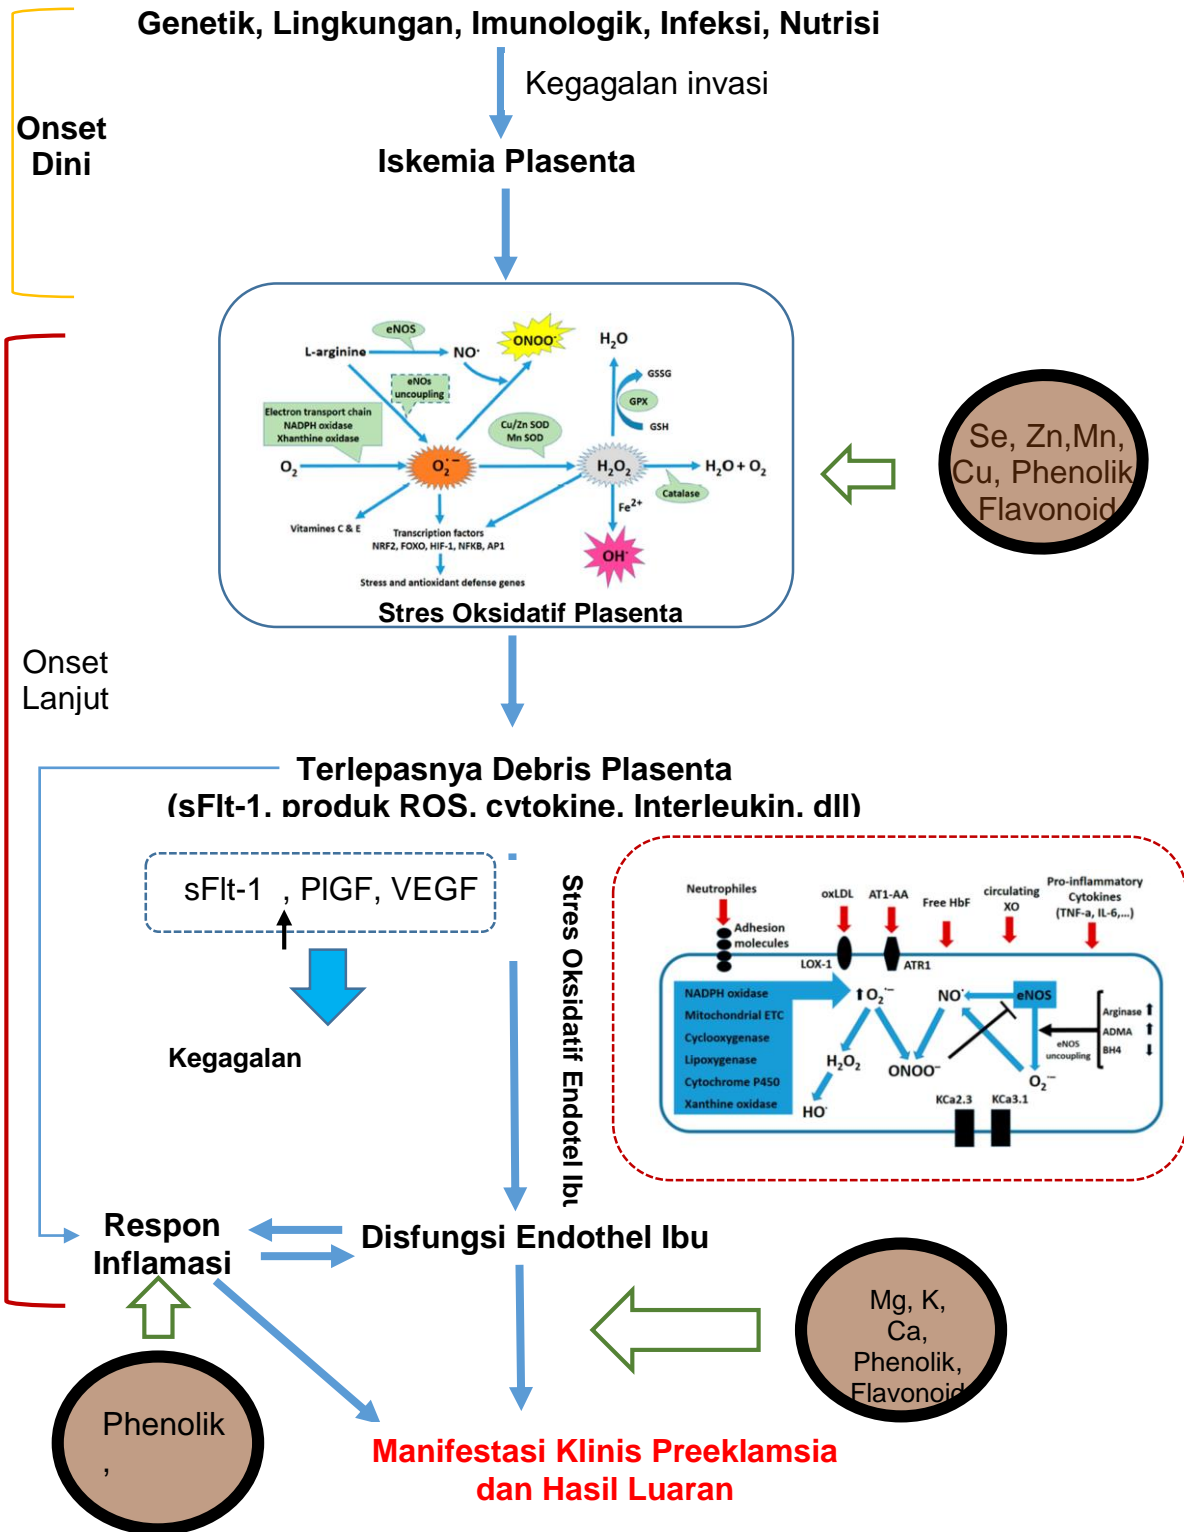 Genetik, Lingkungan, Imunologik, Infeksi, Nutrisi
Kegagalan invasi
Onset
Dini
Iskemia Plasenta
eNOS
L-arginine
NO·
ONOO⁻
eNOs
uncoupling
Electron transport chain
NADPH oxidase
Xhanthine oxidase
O₂
O₂·⁻
Cu/Zn SOD
Mn SOD
H₂O
GSSG
GPX
GSH
H₂O₂
H₂O + O₂
Catalase
Fe²⁺
OH·
Vitamines C & E
Transcription factors
NRF2, FOXO, HIF-1, NFKB, AP1
Stress and antioxidant defense genes
Stres Oksidatif Plasenta
Se, Zn,Mn,
Cu, Phenolik
Flavonoid
Onset
Lanjut
Terlepasnya Debris Plasenta
(sFlt-1, produk ROS, cytokine, Interleukin, dll)
sFlt-1 , PlGF, VEGF
Kegagalan
Stres Oksidatif Endotel Ibu
Neutrophiles
Adhesion
molecules
oxLDL
LOX-1
AT1-AA
ATR1
Free HbF
circulating
XO
Pro-inflammatory
Cytokines
(TNF-a, IL-6,...)
NADPH oxidase
Mitochondrial ETC
Cyclooxygenase
Lipoxygenase
Cytochrome P450
Xanthine oxidase
O₂·⁻
NO·
eNOS
H₂O₂
ONOO⁻
HO·
eNOS
uncoupling
Arginase
ADMA
BH4
O₂·⁻
KCa2.3
KCa3.1
Respon
Inflamasi
Disfungsi Endothel Ibu
Mg, K,
Ca,
Phenolik,
Flavonoid
Phenolik
,
Manifestasi Klinis Preeklamsia
dan Hasil Luaran